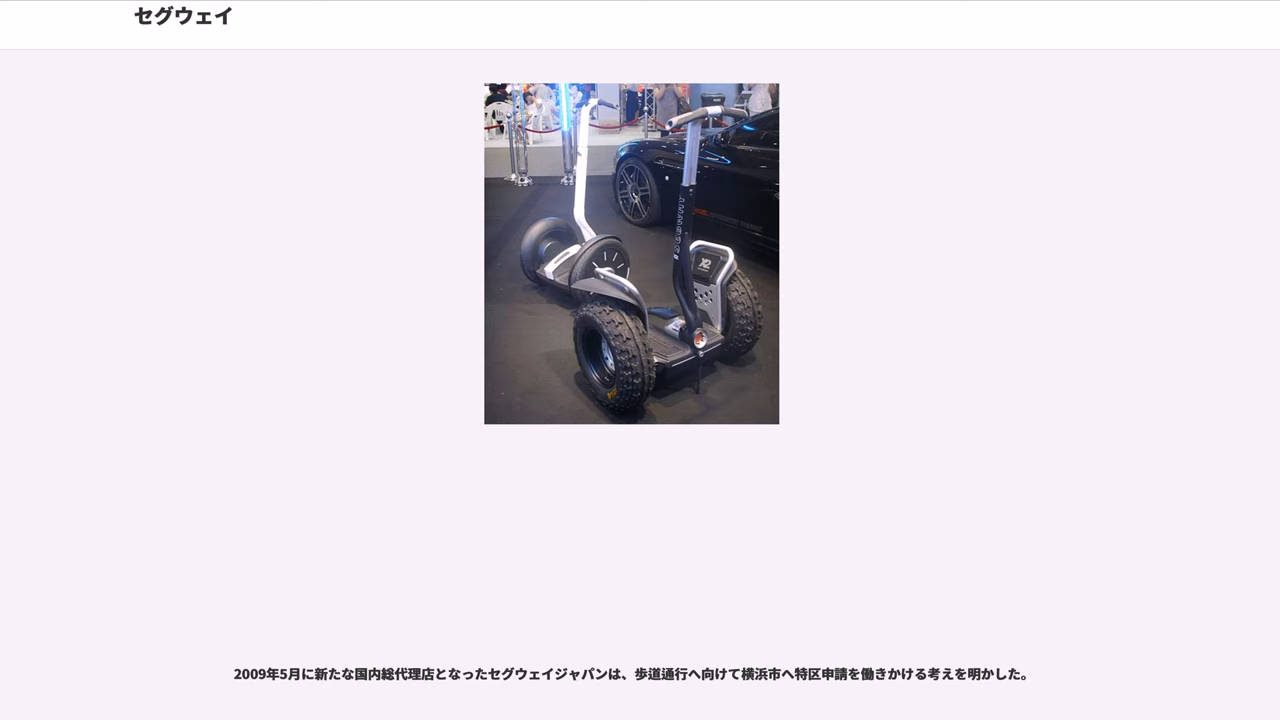 セグウェイ
X2
2009年5月に新たな国内総代理店となったセグウェイジャパンは、歩道通行へ向けて横浜市へ特区申請を働きかける考えを明かした。